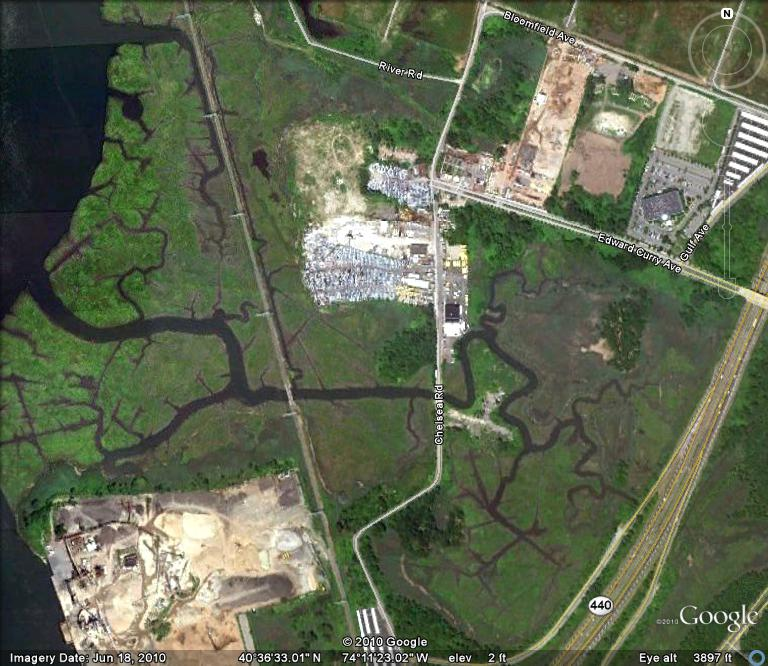 N
Bloomfield Ave
River Rd
Edward Curry Ave
Gulf Ave
Chelsea Rd
440
©2010 Google
© 2010 Google
Imagery Date: Jun 18, 2010 40°36'33.01" N 74°11'23.02" W elev 2 ft Eye alt 3897 ft